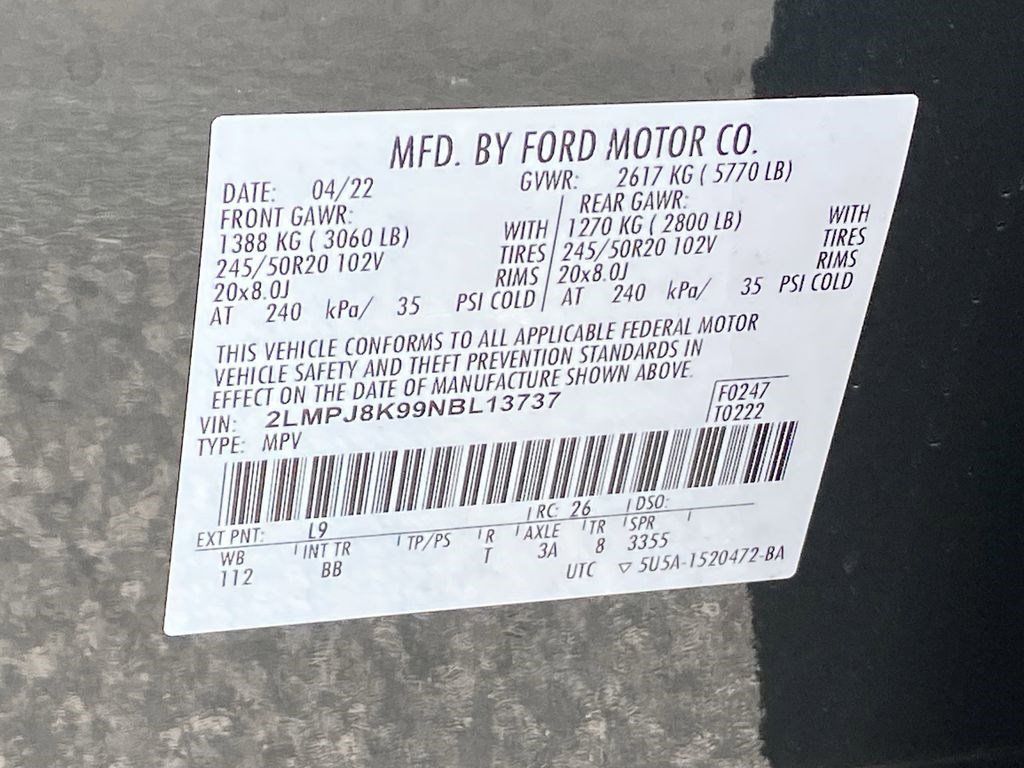 MFD. BY FORD MOTOR CO.
DATE: 04/22 GVWR: 2617 KG ( 5770 LB)
FRONT GAWR: REAR GAWR:
1388 KG ( 3060 LB) WITH 1270 KG ( 2800 LB) WITH
245/50R20 102V TIRES 245/50R20 102V TIRES
20x8.0J RIMS 20x8.0J RIMS
AT 240 kPa/ 35 PSI COLD AT 240 kPa/ 35 PSI COLD
THIS VEHICLE CONFORMS TO ALL APPLICABLE FEDERAL MOTOR
VEHICLE SAFETY AND THEFT PREVENTION STANDARDS IN
EFFECT ON THE DATE OF MANUFACTURE SHOWN ABOVE.
VIN: 2LMPJ8K99NBL13737 F0247
TYPE: MPV T0222
EXT PNT: L9 RC: 26 DSO:
WB INT TR TP/PS R AXLE TR SPR
112 BB T 3A 8 3355
UTC ▽ 5U5A-1520472-BA